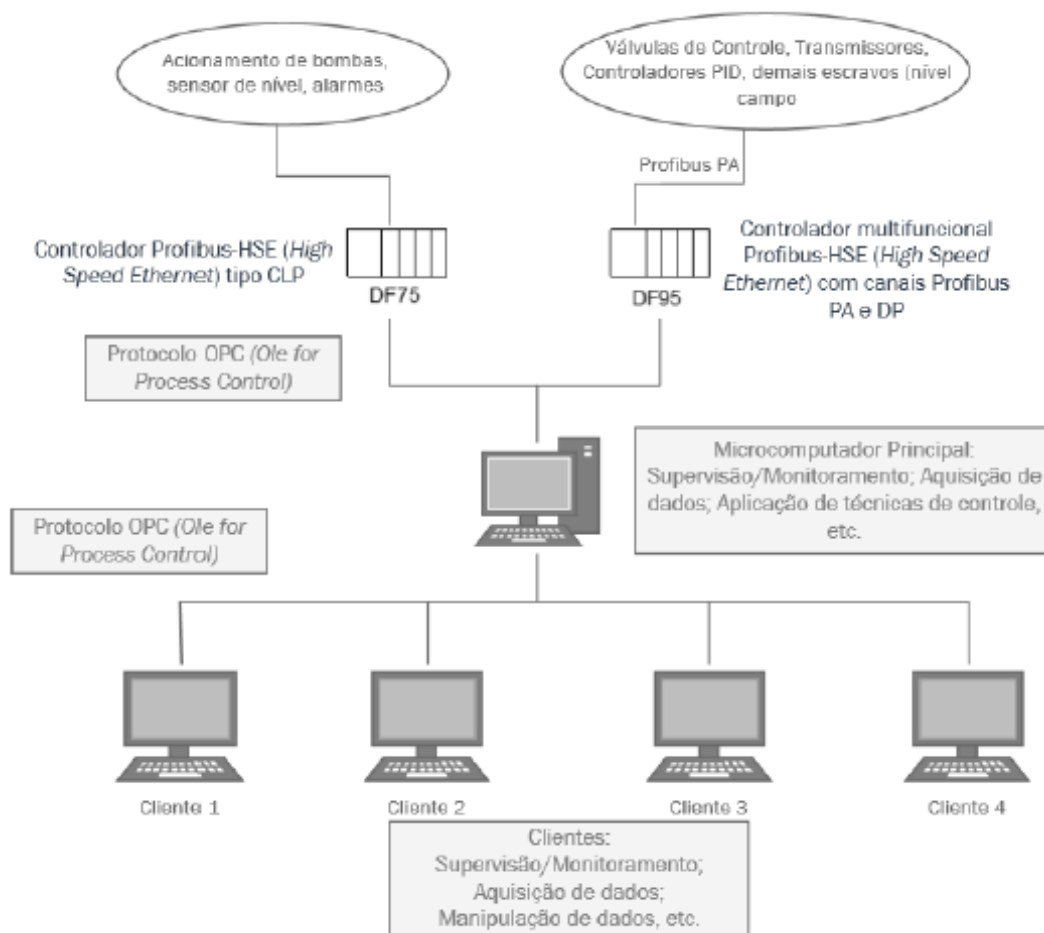 Acionamento de bombas,
sensor de nível, alarmes
Válvulas de Controle, Transmissores,
Controladores PID, demais escravos (nível
campo
Profibus PA
Controlador Profibus-HSE (High
Speed Ethernet) tipo CLP
DF75
DF95
Controlador multifuncional
Profibus-HSE (High Speed
Ethernet) com canais Profibus
PA e DP
Protocolo OPC (Ole for
Process Control)
Microcomputador Principal:
Supervisão/Monitoramento; Aquisição de
dados; Aplicação de técnicas de controle,
etc.
Protocolo OPC (Ole for
Process Control)
Cliente 1
Cliente 2
Cliente 3
Cliente 4
Clientes:
Supervisão/Monitoramento;
Aquisição de dados;
Manipulação de dados, etc.